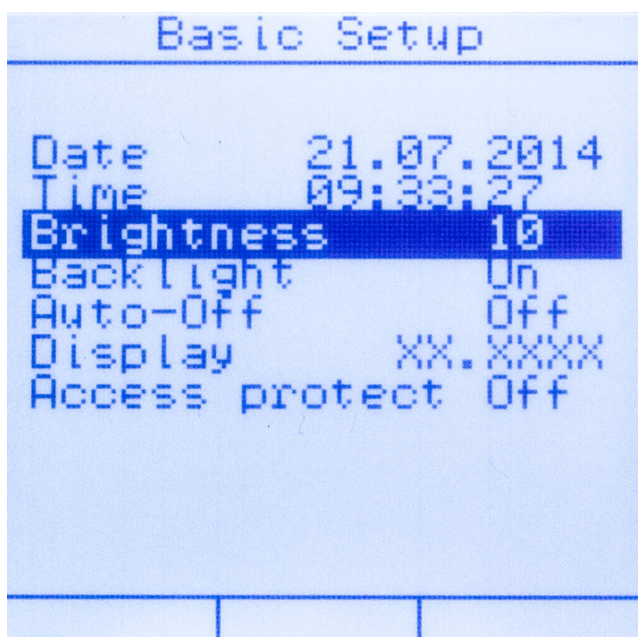 Basic Setup
Date 21.07.2014
Time 09:33:27
Brightness 10
Backlight On
Auto-Off Off
Display XX.XXXX
Access protect Off